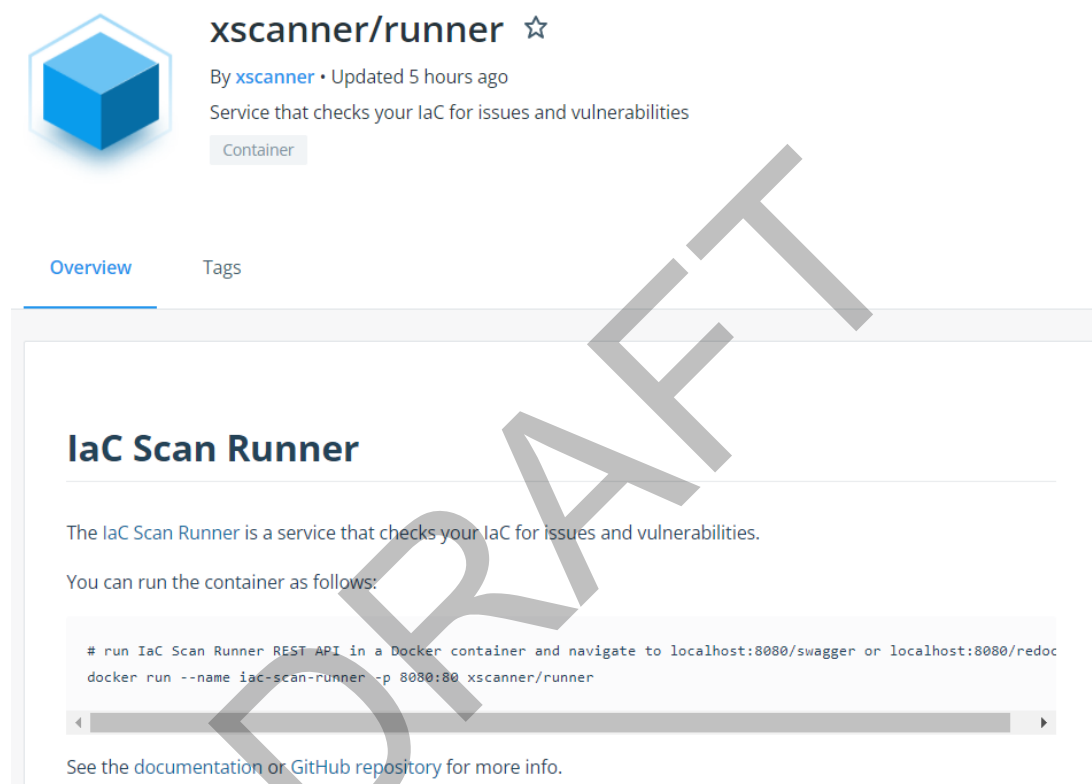 xscanner/runner
By xscanner • Updated 5 hours ago
Service that checks your IaC for issues and vulnerabilities
Container
Overview
Tags
IaC Scan Runner
The IaC Scan Runner is a service that checks your IaC for issues and vulnerabilities.
You can run the container as follows:
# run IaC Scan Runner REST API in a Docker container and navigate to localhost:8080/swagger or localhost:8080/redoc
docker run --name iac-scan-runner -p 8080:80 xscanner/runner
See the documentation or GitHub repository for more info.
DRAFT